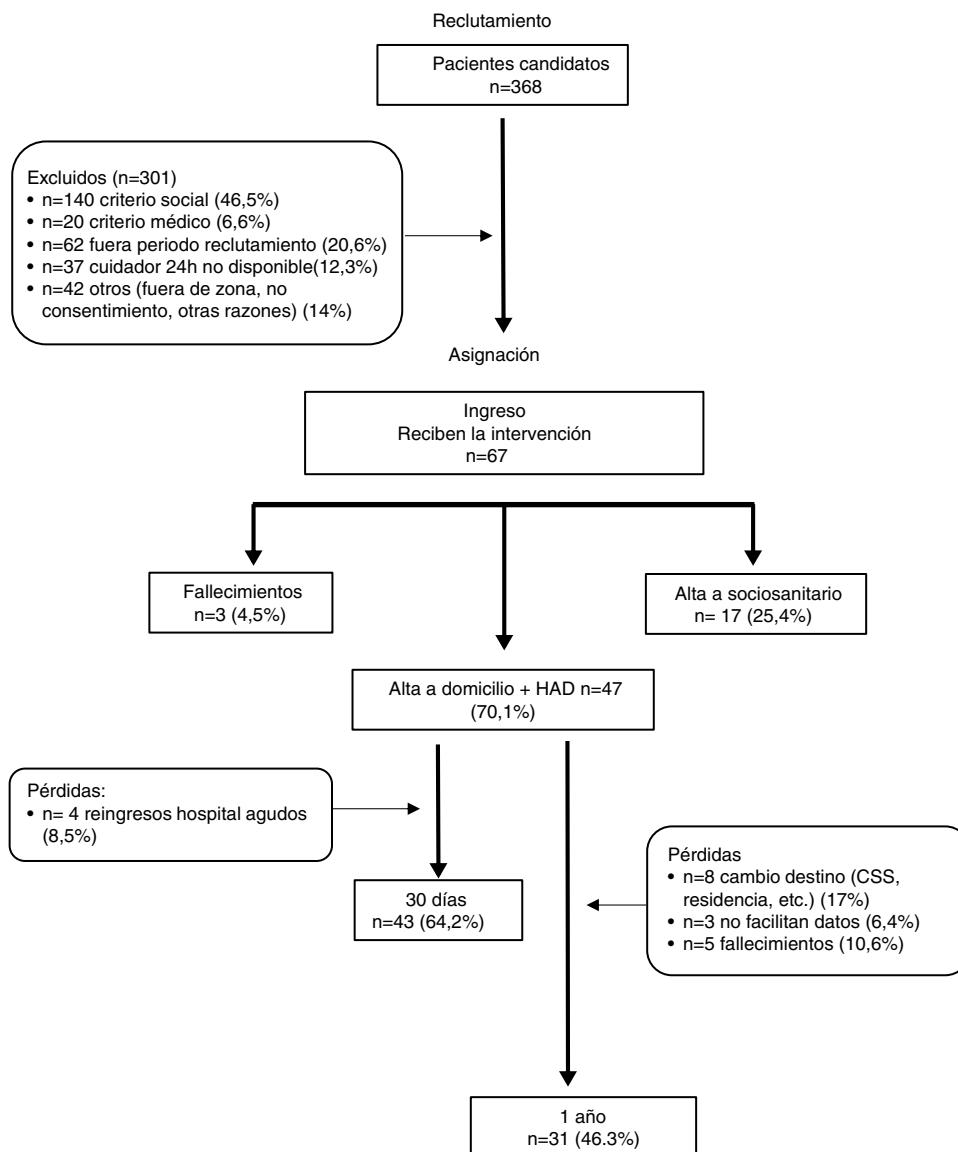 Reclutamiento
Pacientes candidatos
n=368
Excluidos (n=301)
• n=140 criterio social (46,5%)
• n=20 criterio médico (6,6%)
• n=62 fuera periodo reclutamiento (20,6%)
• n=37 cuidador 24h no disponible(12,3%)
• n=42 otros (fuera de zona, no
consentimiento, otras razones) (14%)
Asignación
Ingreso
Reciben la intervención
n=67
Fallecimientos
n=3 (4,5%)
Alta a sociosanitario
n= 17 (25,4%)
Alta a domicilio + HAD n=47
(70,1%)
Pérdidas:
• n= 4 reingresos hospital agudos
(8,5%)
30 días
n=43 (64,2%)
Pérdidas
• n=8 cambio destino (CSS,
residencia, etc.) (17%)
• n=3 no facilitan datos (6,4%)
• n=5 fallecimientos (10,6%)
1 año
n=31 (46.3%)